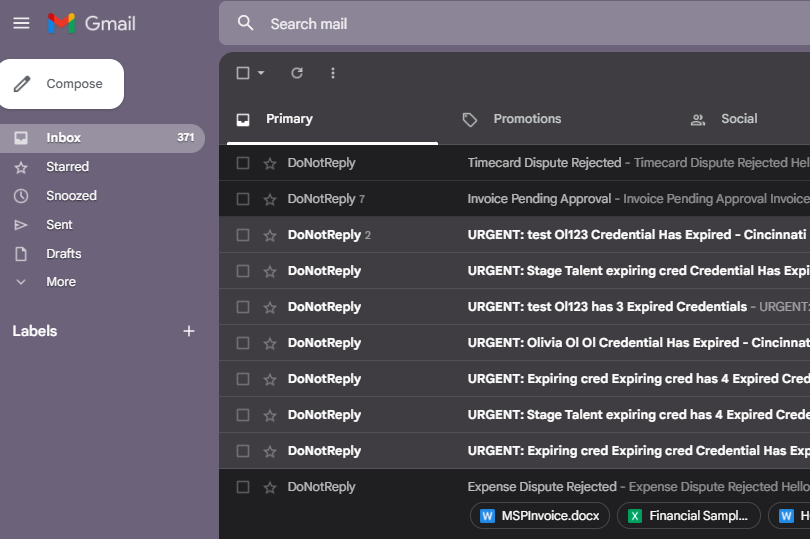 Gmail
Search mail
Compose
Inbox 371
Starred
Snoozed
Sent
Drafts
More
Labels
Primary Promotions Social
DoNotReply Timecard Dispute Rejected - Timecard Dispute Rejected Hel
DoNotReply 7 Invoice Pending Approval - Invoice Pending Approval Invoice
DoNotReply 2 URGENT: test Ol123 Credential Has Expired - Cincinnati
DoNotReply URGENT: Stage Talent expiring cred Credential Has Expi
DoNotReply URGENT: test Ol123 has 3 Expired Credentials - URGENT:
DoNotReply URGENT: Olivia Ol Ol Credential Has Expired - Cincinnat
DoNotReply URGENT: Expiring cred Expiring cred has 4 Expired Cred
DoNotReply URGENT: Stage Talent expiring cred has 4 Expired Crede
DoNotReply URGENT: Expiring cred Expiring cred Credential Has Exp
DoNotReply Expense Dispute Rejected - Expense Dispute Rejected Hello
W MSPInvoice.docx X Financial Sampl... W H